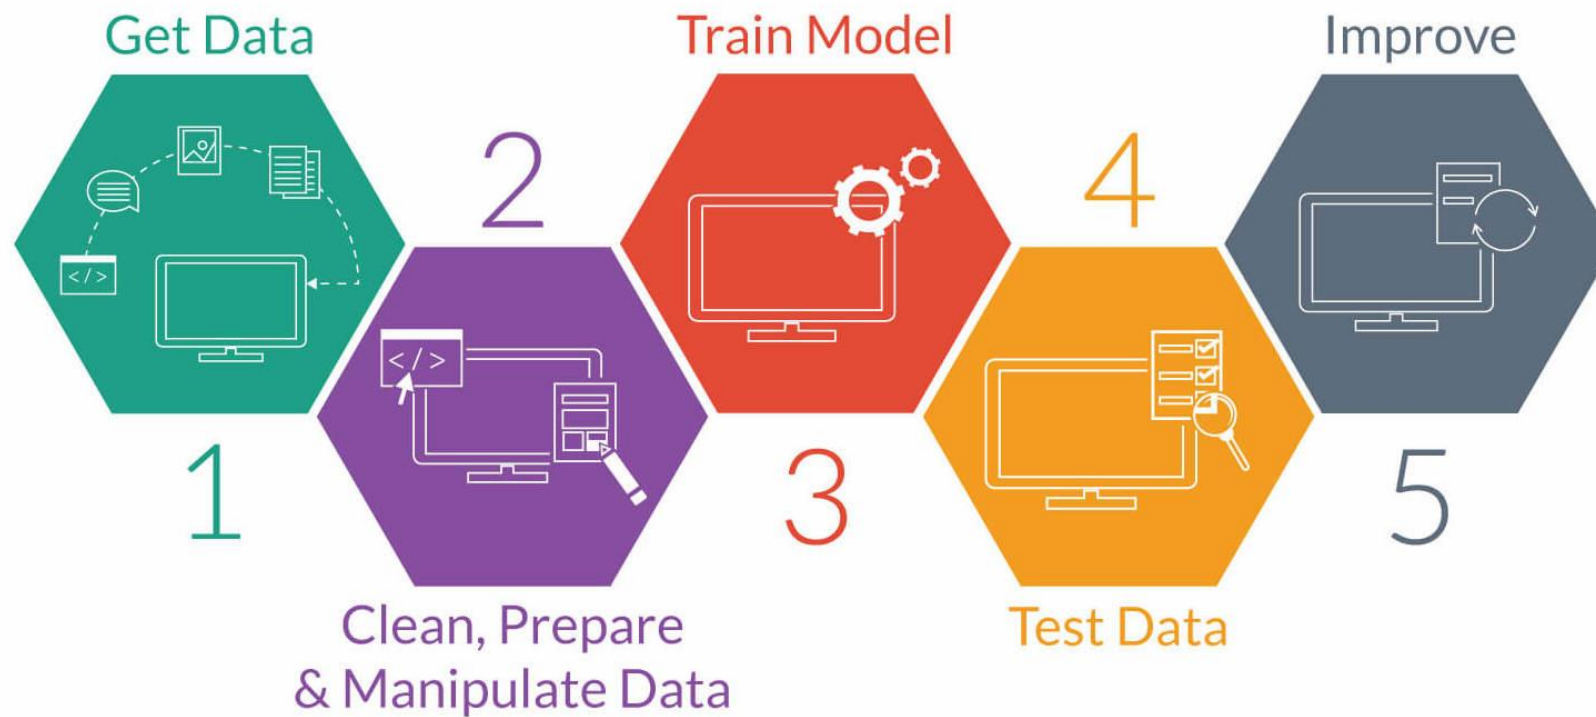 Get Data
1
</>
2
</>
Clean, Prepare
& Manipulate Data
Train Model
3
4
Test Data
Improve
5